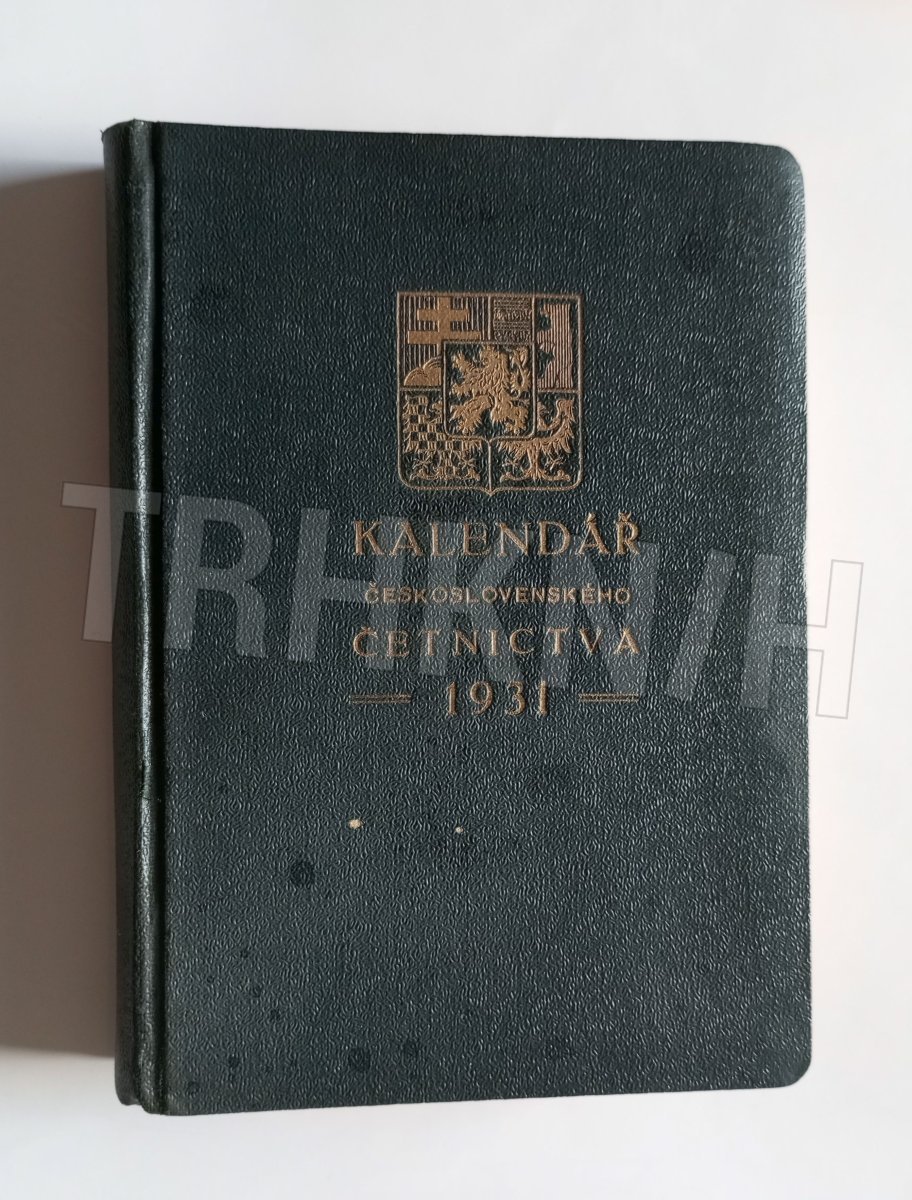 KALENDÁŘ
ČESKOSLOVENSKÉHO
ČETNICTVA
1931
TRHKNIH